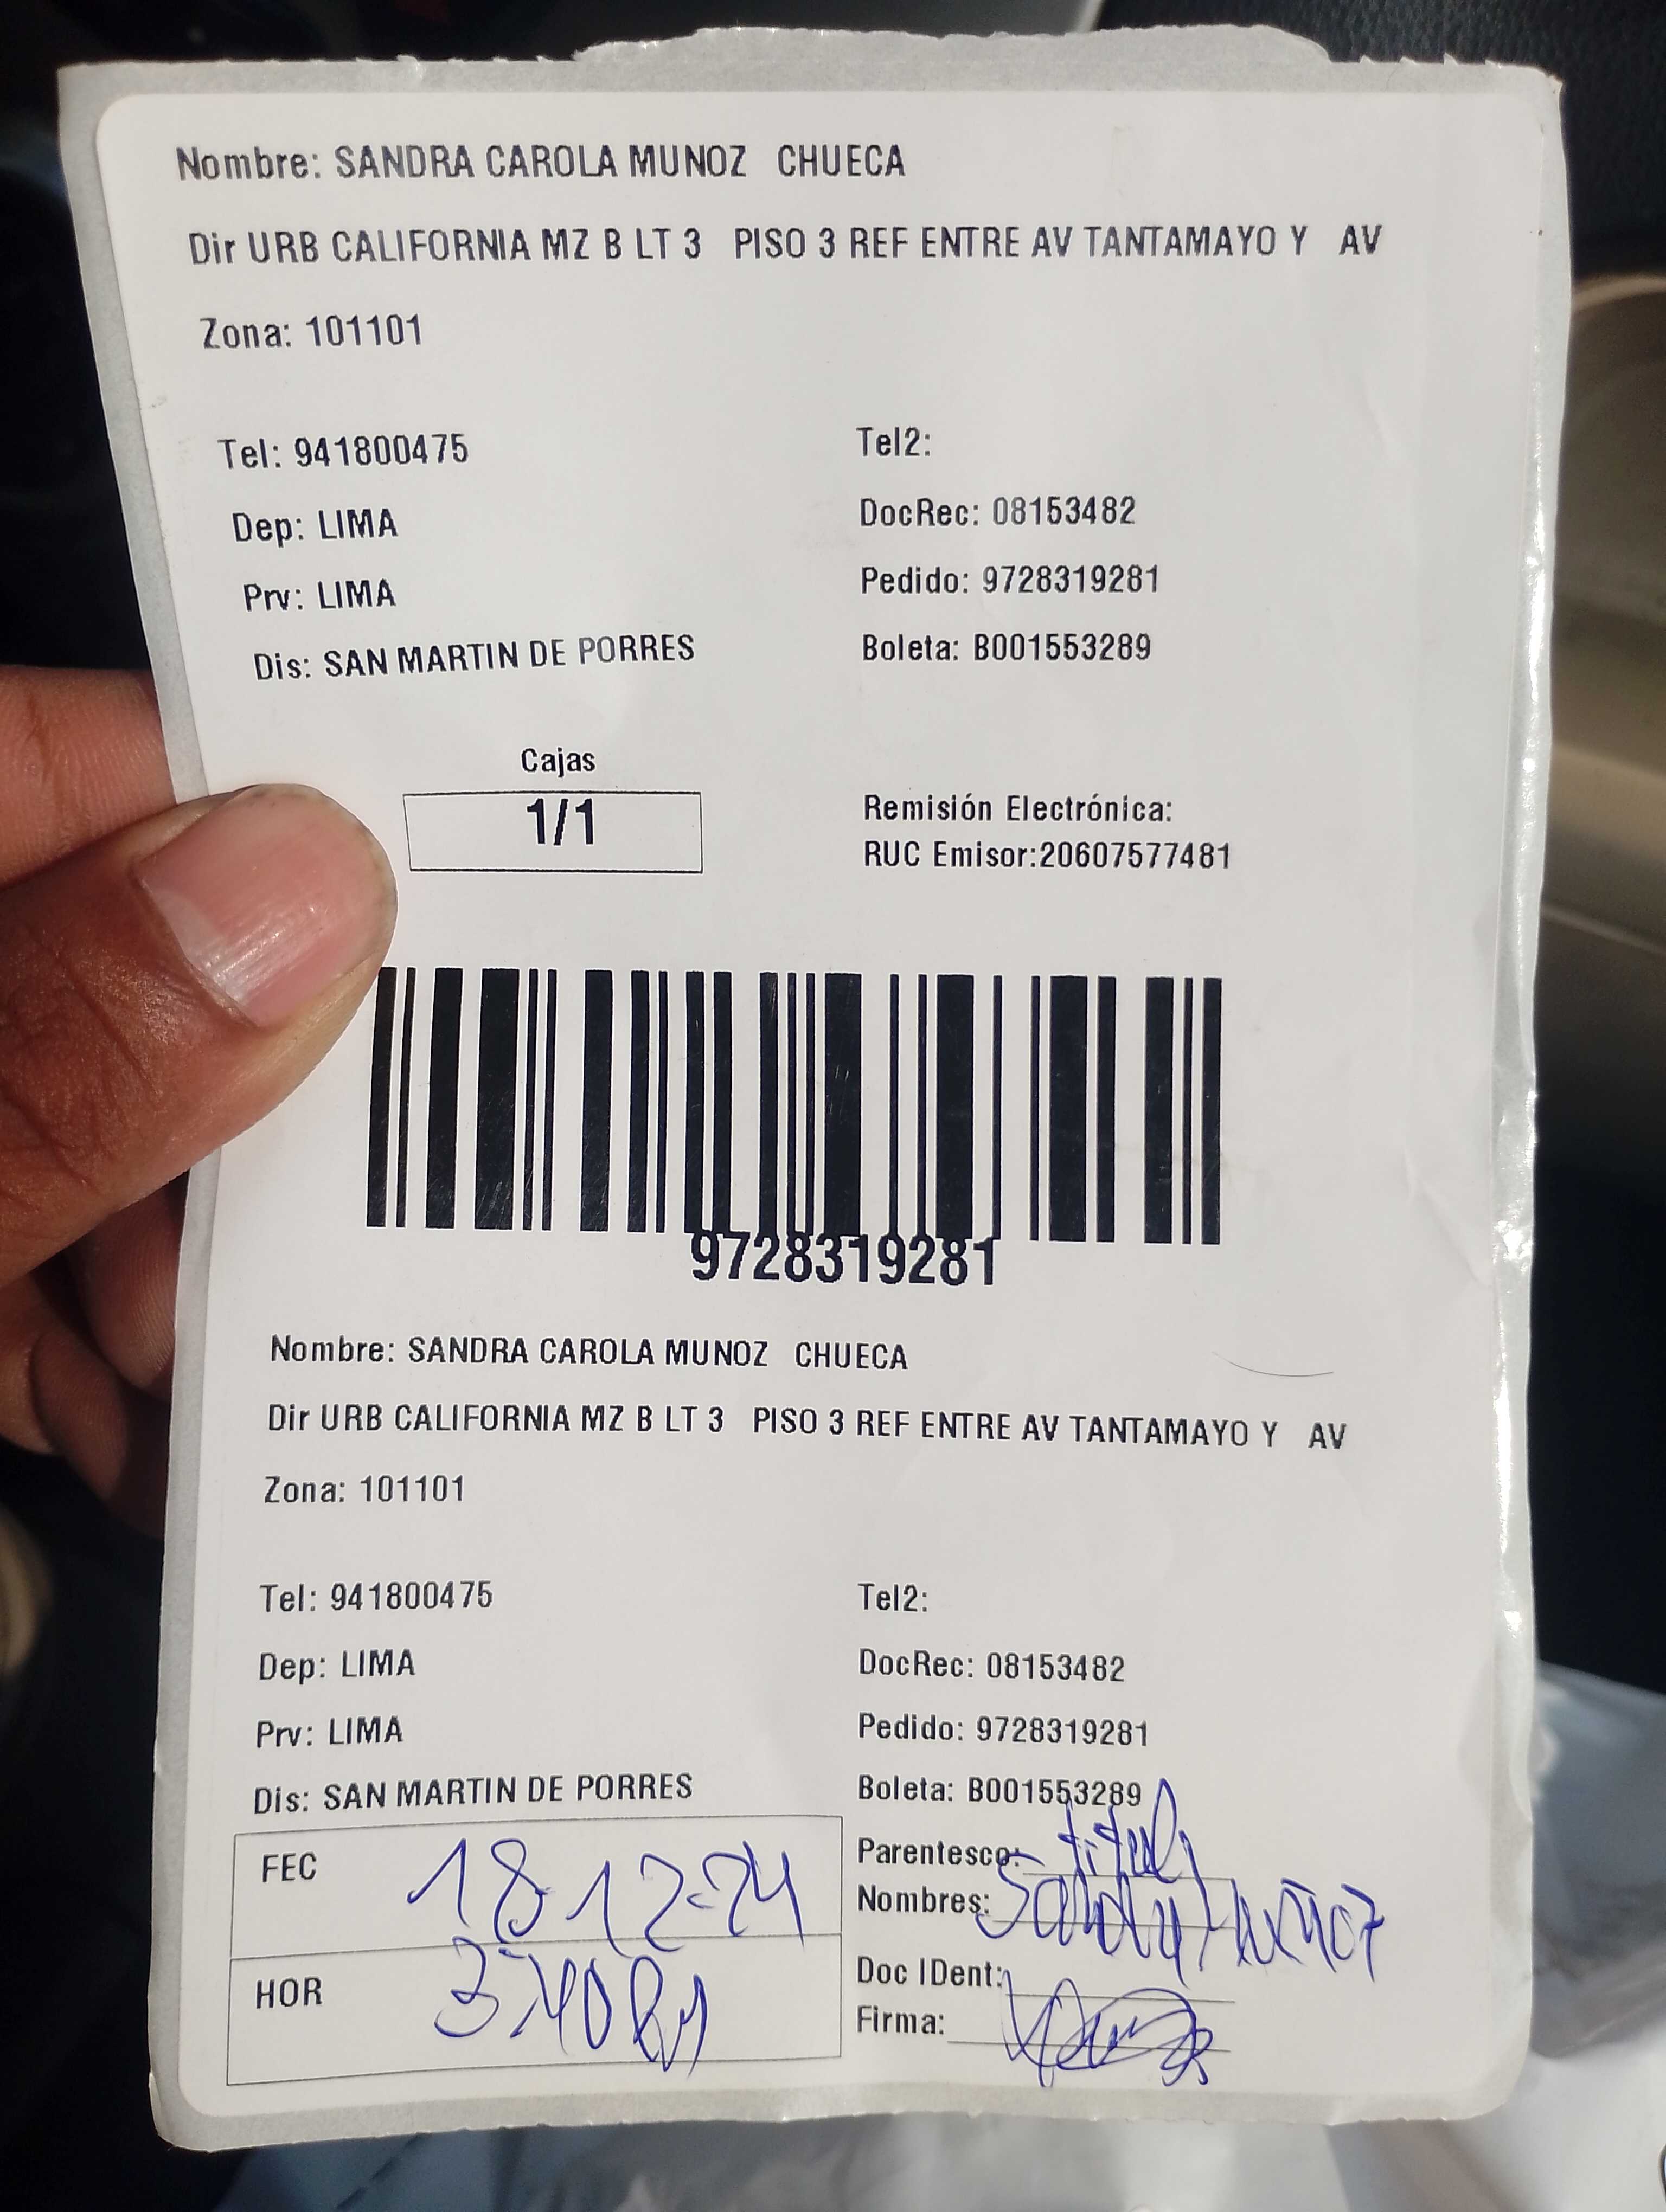 Nombre: SANDRA CAROLA MUNOZ CHUECA
Dir URB CALIFORNIA MZ B LT 3 PISO 3 REF ENTRE AV TANTAMAYO Y AV
Zona: 101101
Tel: 941800475 Tel2:
Dep: LIMA DocRec: 08153482
Prv: LIMA Pedido: 9728319281
Dis: SAN MARTIN DE PORRES Boleta: B001553289
Cajas
1/1
Remisión Electrónica:
RUC Emisor:20607577481
9728319281
Nombre: SANDRA CAROLA MUNOZ CHUECA
Dir URB CALIFORNIA MZ B LT 3 PISO 3 REF ENTRE AV TANTAMAYO Y AV
Zona: 101101
Tel: 941800475 Tel2:
Dep: LIMA DocRec: 08153482
Prv: LIMA Pedido: 9728319281
Dis: SAN MARTIN DE PORRES Boleta: B001553289
FEC 18-12-24
HOR 3:40
Parentesco:
Nombres: Muñoz
Doc IDent:
Firma: